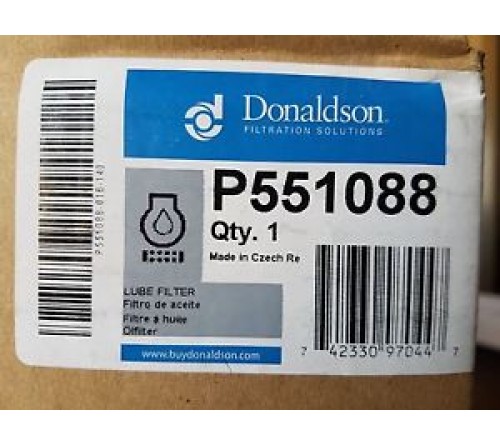 Donaldson
FILTRATION SOLUTIONS
P551088
Qty. 1
Made in Czech Re
LUBE FILTER
Filtro de aceite
Filtre à huile
Ölfilter
www.buydonaldson.com
7 42330 97044 7
P551088-016-140